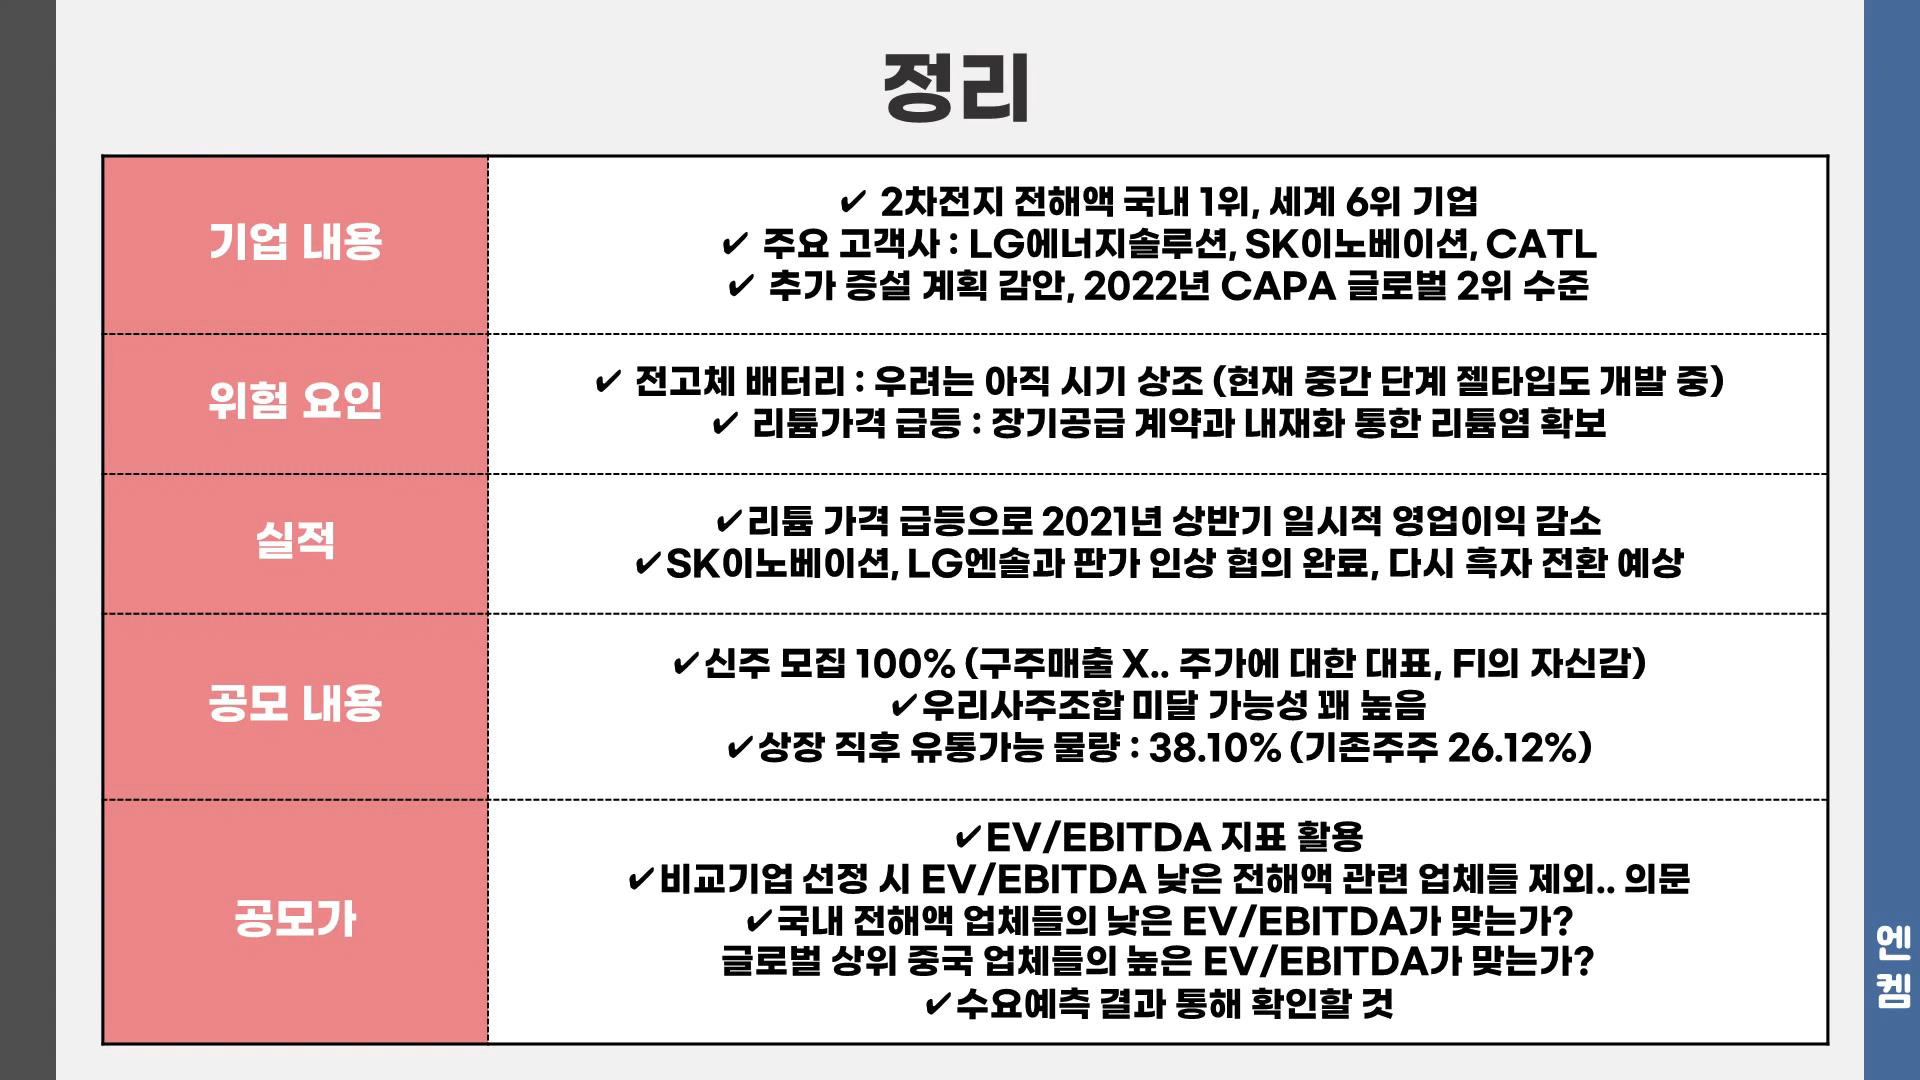 정리
기업 내용
✔ 2차전지 전해액 국내 1위, 세계 6위 기업
✔ 주요 고객사 : LG에너지솔루션, SK이노베이션, CATL
✔ 추가 증설 계획 감안, 2022년 CAPA 글로벌 2위 수준
위험 요인
✔ 전고체 배터리 : 우려는 아직 시기 상조 (현재 중간 단계 젤타입도 개발 중)
✔ 리튬가격 급등 : 장기공급 계약과 내재화 통한 리튬염 확보
실적
✔리튬 가격 급등으로 2021년 상반기 일시적 영업이익 감소
✔SK이노베이션, LG엔솔과 판가 인상 협의 완료, 다시 흑자 전환 예상
공모 내용
✔신주 모집 100% (구주매출 X.. 주가에 대한 대표, FI의 자신감)
✔우리사주조합 미달 가능성 꽤 높음
✔상장 직후 유통가능 물량 : 38.10% (기존주주 26.12%)
공모가
✔EV/EBITDA 지표 활용
✔비교기업 선정 시 EV/EBITDA 낮은 전해액 관련 업체들 제외.. 의문
✔국내 전해액 업체들의 낮은 EV/EBITDA가 맞는가?
글로벌 상위 중국 업체들의 높은 EV/EBITDA가 맞는가?
✔수요예측 결과 통해 확인할 것
엔켐